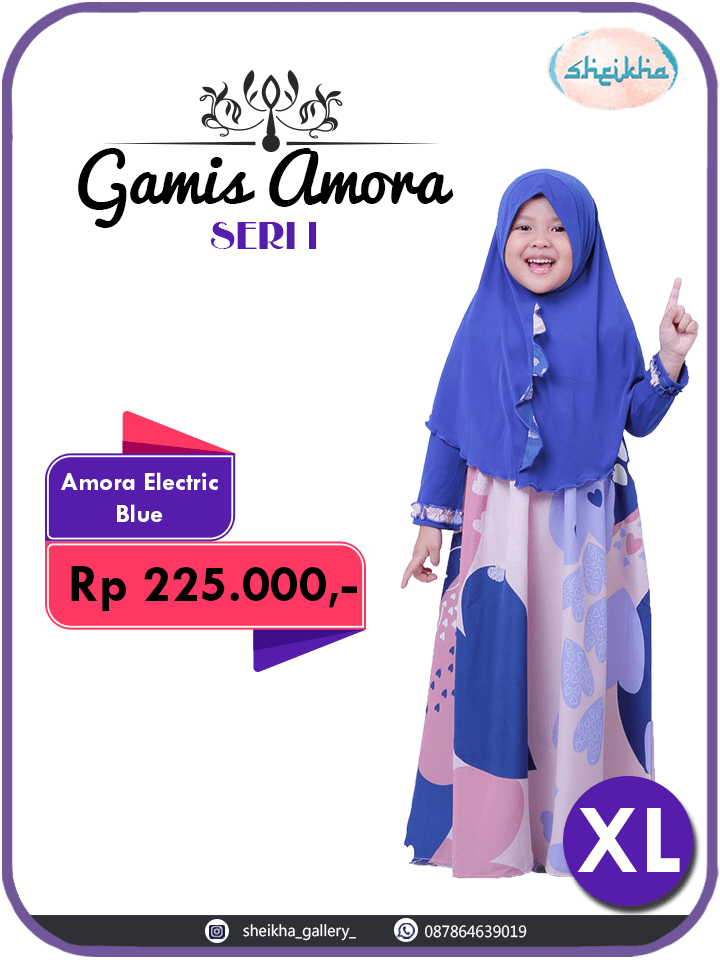 sheikha
Gamis Amora
SERI I
Amora Electric
Blue
Rp 225.000,-
XL
sheikha_gallery_
087864639019